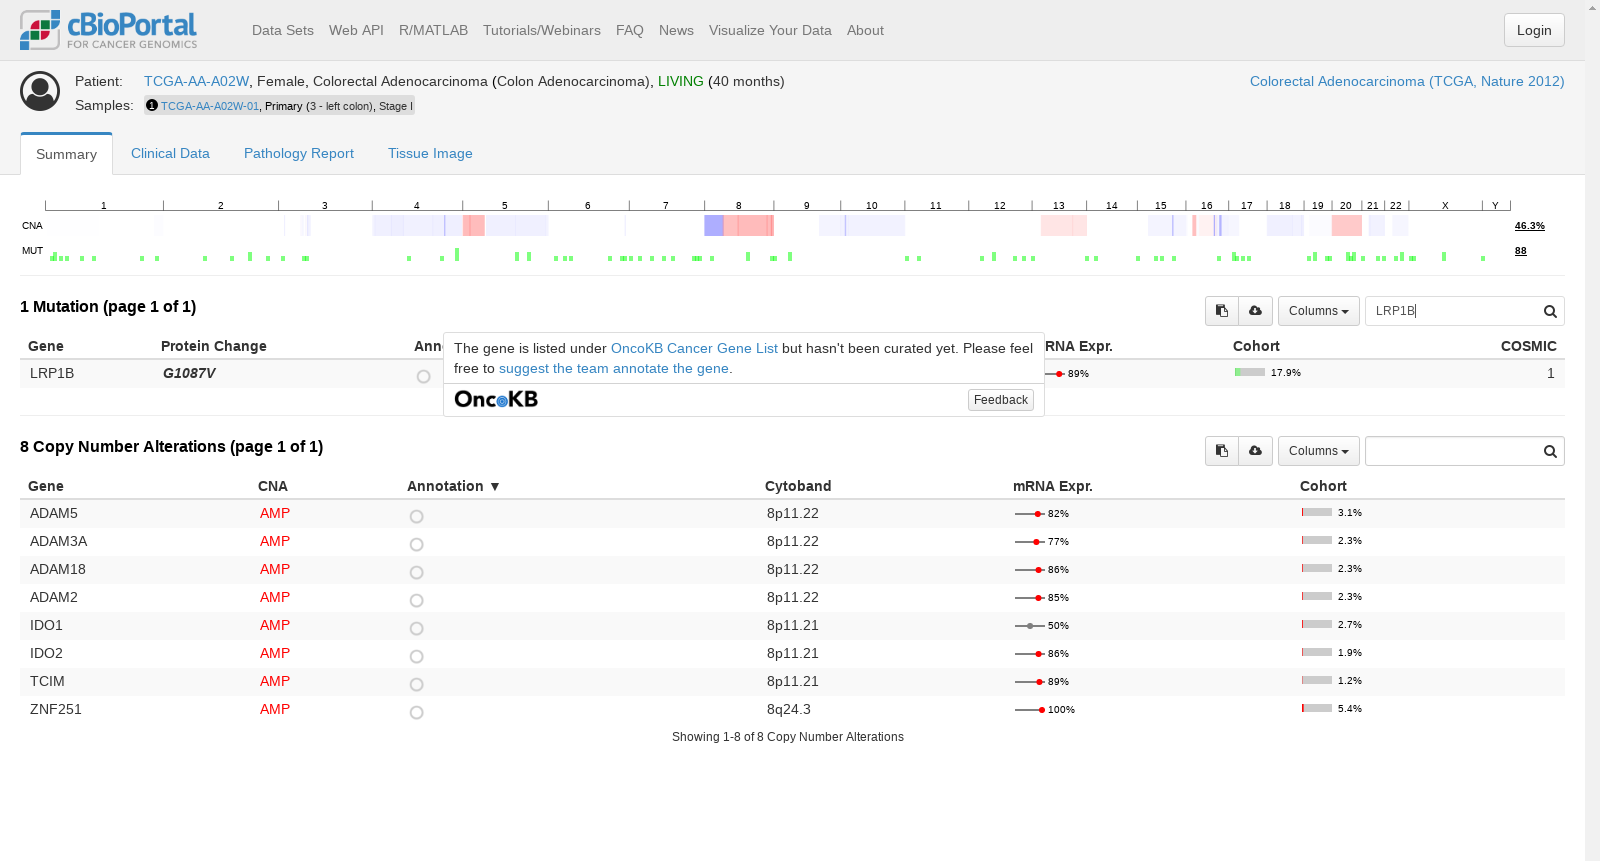 cBioPortal
FOR CANCER GENOMICS
Data Sets Web API R/MATLAB Tutorials/Webinars FAQ News Visualize Your Data About
Login
Patient: TCGA-AA-A02W, Female, Colorectal Adenocarcinoma (Colon Adenocarcinoma), LIVING (40 months)
Colorectal Adenocarcinoma (TCGA, Nature 2012)
Samples: 1 TCGA-AA-A02W-01, Primary (3 - left colon), Stage I
Summary Clinical Data Pathology Report Tissue Image
1 2 3 4 5 6 7 8 9 10 11 12 13 14 15 16 17 18 19 20 21 22 X Y
CNA 46.3%
MUT 88
1 Mutation (page 1 of 1)
Columns LRP1B
Gene Protein Change Anno RNA Expr. Cohort COSMIC
LRP1B G1087V 89% 17.9% 1
The gene is listed under OncoKB Cancer Gene List but hasn't been curated yet. Please feel
free to suggest the team annotate the gene.
OncoKB Feedback
8 Copy Number Alterations (page 1 of 1)
Columns
Gene CNA Annotation ▼ Cytoband mRNA Expr. Cohort
ADAM5 AMP 8p11.22 82% 3.1%
ADAM3A AMP 8p11.22 77% 2.3%
ADAM18 AMP 8p11.22 86% 2.3%
ADAM2 AMP 8p11.22 85% 2.3%
IDO1 AMP 8p11.21 50% 2.7%
IDO2 AMP 8p11.21 86% 1.9%
TCIM AMP 8p11.21 89% 1.2%
ZNF251 AMP 8q24.3 100% 5.4%
Showing 1-8 of 8 Copy Number Alterations